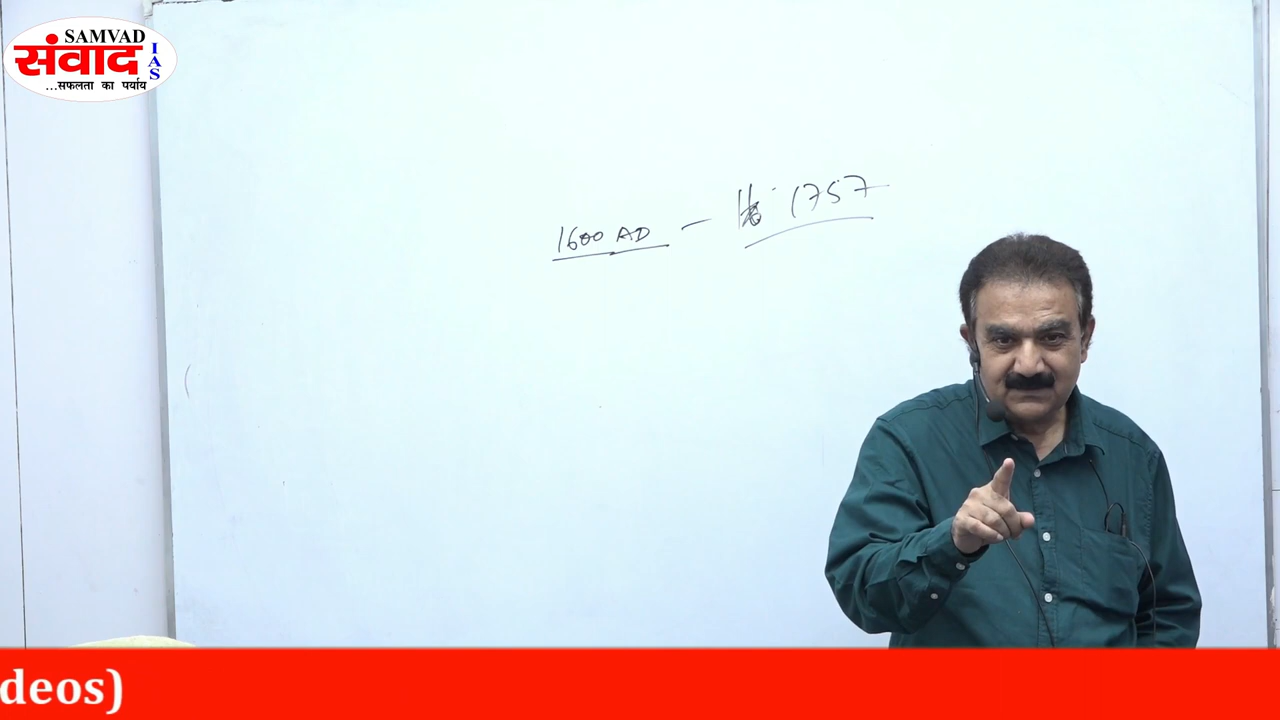 SAMVAD
संवाद
IAS
...सफलता का पर्याय
1600 AD – 1757
deos)